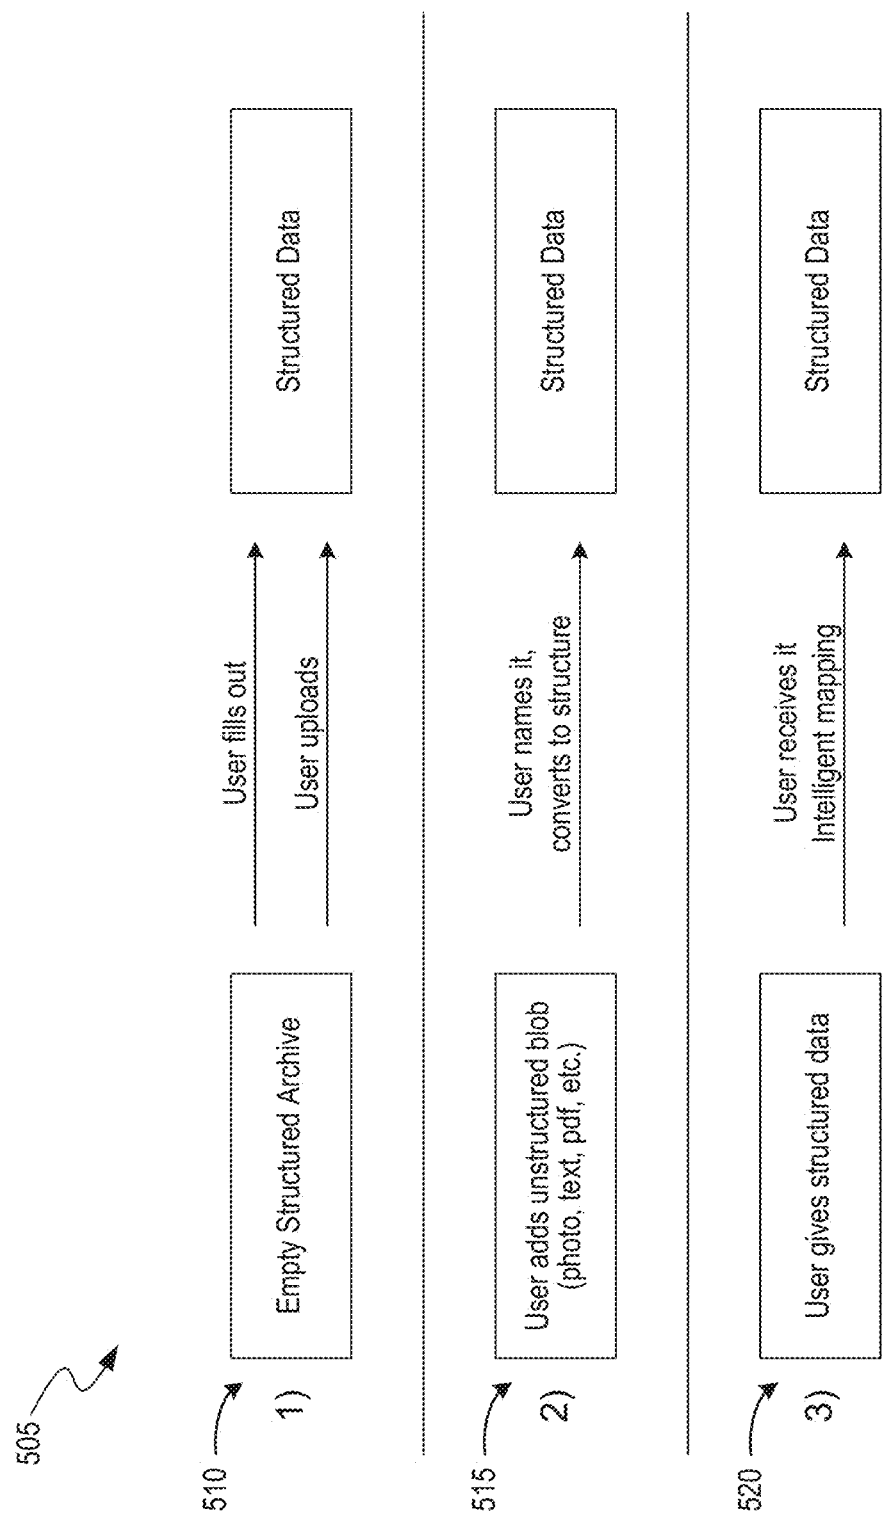 505
510
1)
Empty Structured Archive
User fills out
User uploads
Structured Data
515
2)
User adds unstructured blob
(photo, text, pdf, etc.)
User names it,
converts to structure
Structured Data
520
3)
User gives structured data
User receives it
Intelligent mapping
Structured Data